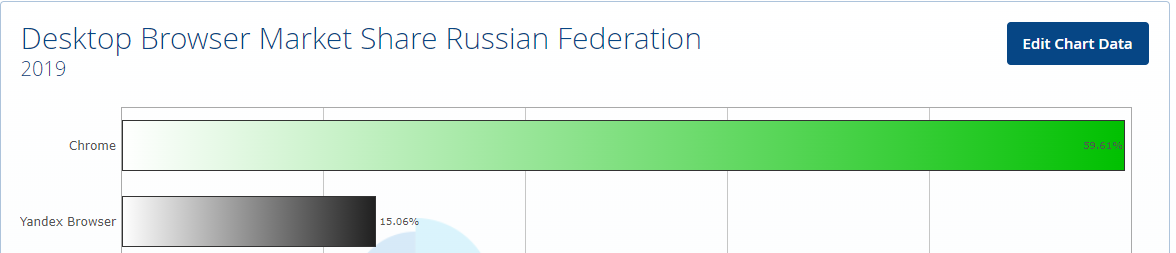 Desktop Browser Market Share Russian Federation
2019
Edit Chart Data
Chrome
59.61%
Yandex Browser
15.06%